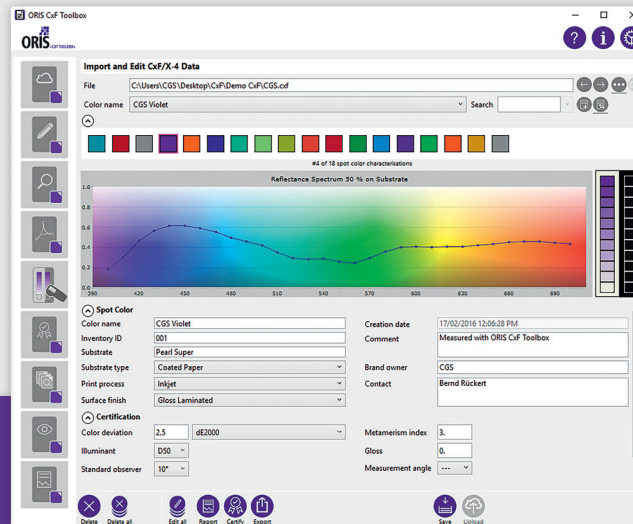 ORIS CxF Toolbox
ORIS CxF TOOLBOX
Import and Edit CxF/X-4 Data
File C:\Users\CGS\Desktop\CxF\Demo CxF\CGS.cxf
Color name CGS Violet Search
#4 of 18 spot color characterisations
Reflectance Spectrum 50 % on Substrate
1.0
0.8
0.6
0.4
0.2
0.0
390 420 450 480 510 540 570 600 630 660 690
Spot Color
Color name CGS Violet Creation date 17/02/2016 12:06:28 PM
Inventory ID 001 Comment Measured with ORIS CxF Toolbox
Substrate Pearl Super
Substrate type Coated Paper Brand owner CGS
Print process Inkjet Contact Bernd Rückert
Surface finish Gloss Laminated
Certification
Color deviation 2.5 dE2000 Metamerism index 3.
Illuminant D50 Gloss 0.
Standard observer 10° Measurement angle ---
Delete Delete all Edit all Report Certify Export Save Upload